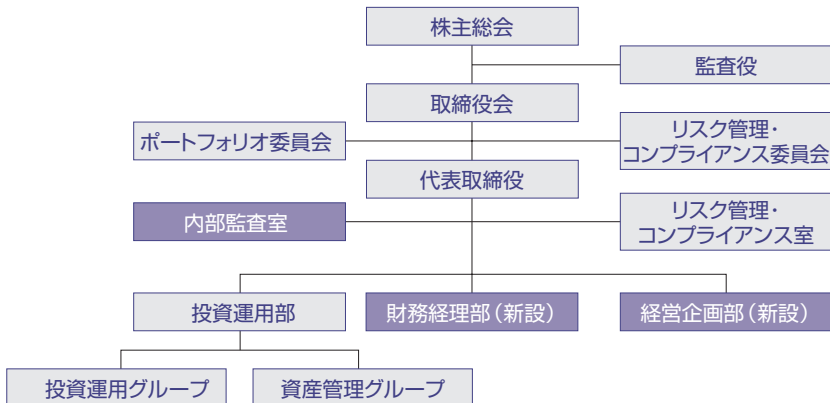 株主総会
監査役
取締役会
ポートフォリオ委員会
リスク管理・
コンプライアンス委員会
代表取締役
内部監査室
リスク管理・
コンプライアンス室
投資運用部
財務経理部（新設）
経営企画部（新設）
投資運用グループ
資産管理グループ